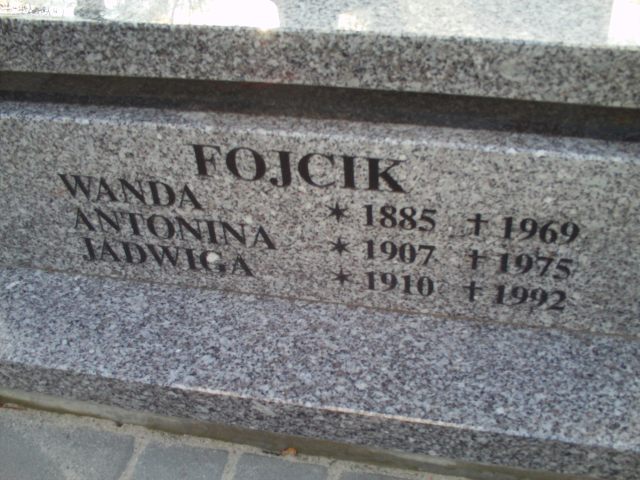 FOJCIK
WANDA * 1885 + 1969
ANTONINA * 1907 + 1975
JADWIGA * 1910 + 1992